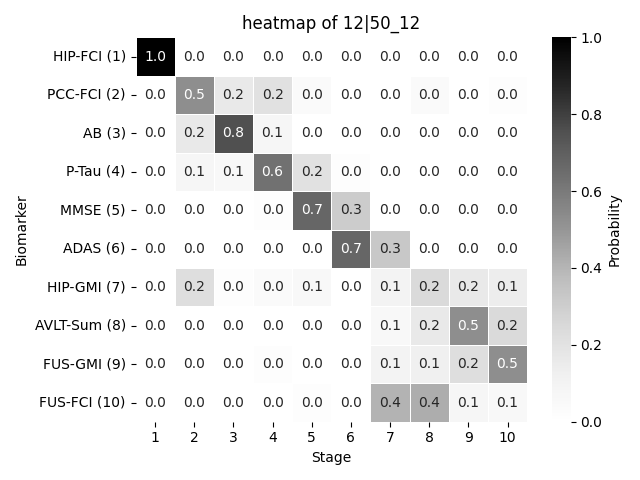 heatmap of 12|50_12
Biomarker
HIP-FCI (1) 1.0 0.0 0.0 0.0 0.0 0.0 0.0 0.0 0.0 0.0
PCC-FCI (2) 0.0 0.5 0.2 0.2 0.0 0.0 0.0 0.0 0.0 0.0
AB (3) 0.0 0.2 0.8 0.1 0.0 0.0 0.0 0.0 0.0 0.0
P-Tau (4) 0.0 0.1 0.1 0.6 0.2 0.0 0.0 0.0 0.0 0.0
MMSE (5) 0.0 0.0 0.0 0.0 0.7 0.3 0.0 0.0 0.0 0.0
ADAS (6) 0.0 0.0 0.0 0.0 0.0 0.7 0.3 0.0 0.0 0.0
HIP-GMI (7) 0.0 0.2 0.0 0.0 0.1 0.0 0.1 0.2 0.2 0.1
AVLT-Sum (8) 0.0 0.0 0.0 0.0 0.0 0.0 0.1 0.2 0.5 0.2
FUS-GMI (9) 0.0 0.0 0.0 0.0 0.0 0.0 0.1 0.1 0.2 0.5
FUS-FCI (10) 0.0 0.0 0.0 0.0 0.0 0.0 0.4 0.4 0.1 0.1
1 2 3 4 5 6 7 8 9 10
Stage
1.0
0.8
0.6
0.4
0.2
0.0
Probability